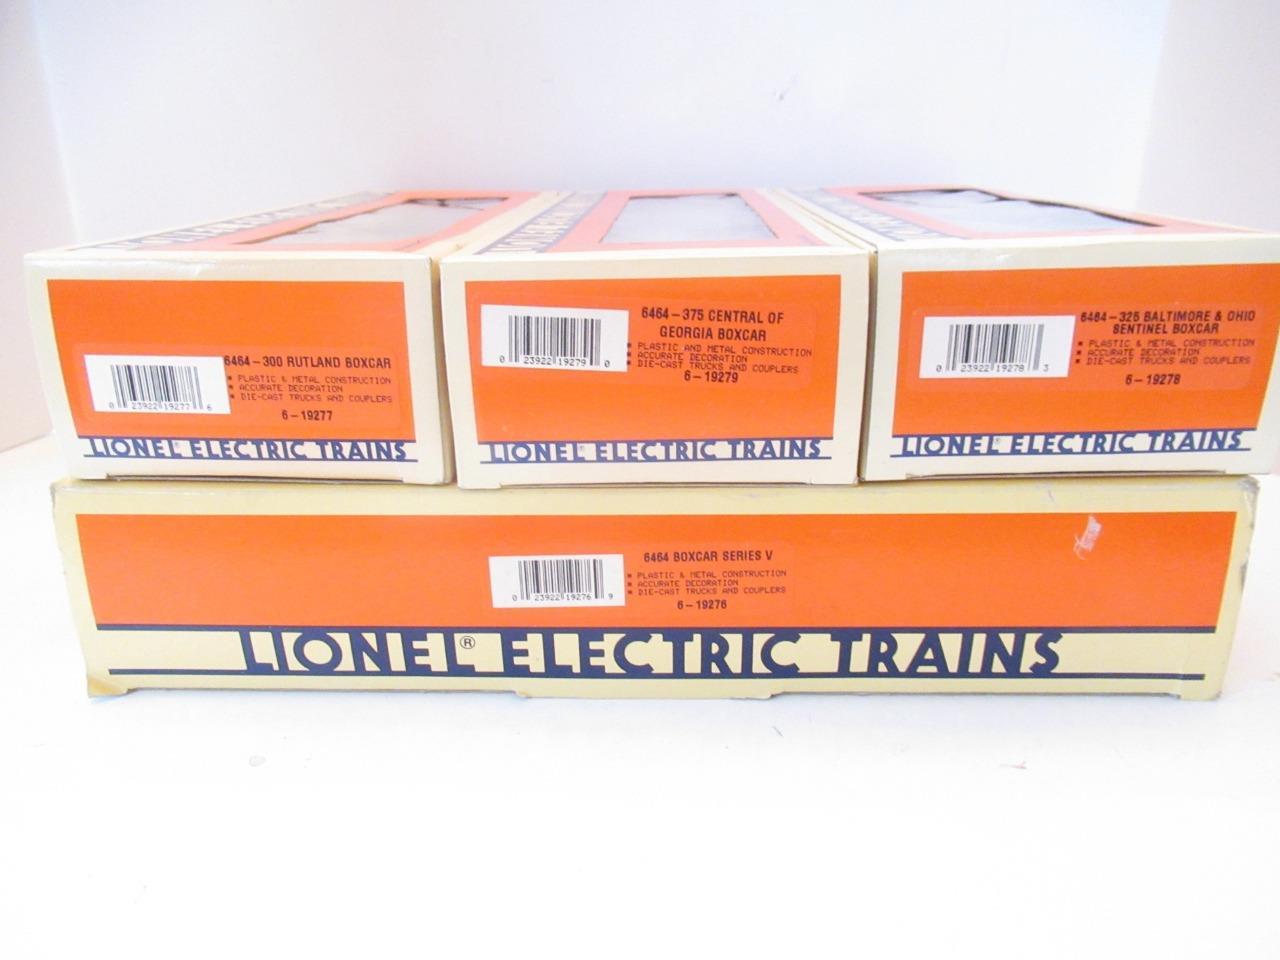 6464-300 RUTLAND BOXCAR
PLASTIC & METAL CONSTRUCTION
ACCURATE DECORATION
DIE-CAST TRUCKS AND COUPLERS
6-19277
0 23922 19277 6
LIONEL ELECTRIC TRAINS
6464-375 CENTRAL OF
GEORGIA BOXCAR
PLASTIC AND METAL CONSTRUCTION
ACCURATE DECORATION
DIE-CAST TRUCKS AND COUPLERS
6-19279
0 23922 19279 0
LIONEL® ELECTRIC TRAINS
6464-325 BALTIMORE & OHIO
SENTINEL BOXCAR
PLASTIC & METAL CONSTRUCTION
ACCURATE DECORATION
DIE-CAST TRUCKS AND COUPLERS
6-19278
0 23922 19278 3
LIONEL® ELECTRIC TRAINS
6464 BOXCAR SERIES V
PLASTIC & METAL CONSTRUCTION
ACCURATE DECORATION
DIE-CAST TRUCKS AND COUPLERS
6-19276
0 23922 19276 9
LIONEL® ELECTRIC TRAINS